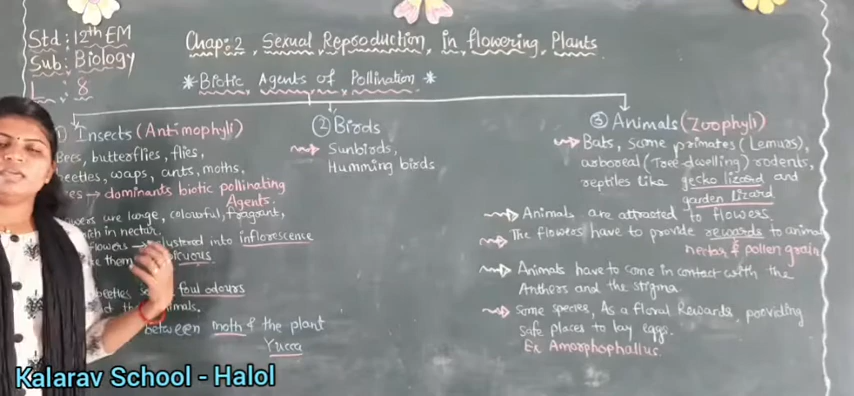 Std : 12th EM
Sub: Biology
L : 8
Chap: 2, Sexual Reproduction, in flowering, Plants
*Biotic Agents of Pollination *
① Insects (Antimophyli)
Bees, butterflies, flies,
beetles, waps, ants, moths,
→ dominants biotic pollinating
Agents.
are large, colourful, fragrant,
in nectar.
flowers → clustered into inflorescence
them
beetles foul odours
between moth & the plant
Yucca
② Birds
Sunbirds,
Humming birds
③ Animals (Zoophyli)
Bats, some primates (Lemurs),
arboreal (Tree-dwelling) rodents,
reptiles like gecko lizard and
garden lizard
Animals are attracted to flowers.
The flowers have to provide rewards to animal
nectar & pollen grain
Animals have to come in contact with the
Anthers and the stigma.
Some species, As a floral Rewards, poviding
safe places to lay eggs.
Ex Amorphophallus.
Kalarav School - Halol